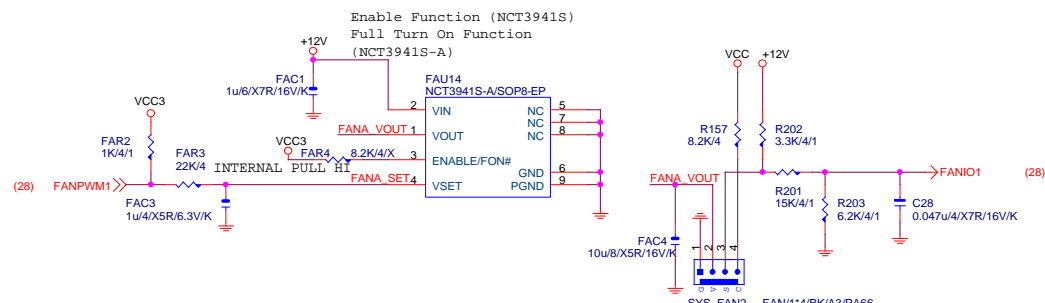 Enable Function (NCT3941S)
Full Turn On Function
(NCT3941S-A)
+12V
FAC1
1u/6/X7R/16V/K
FAU14
NCT3941S-A/SOP8-EP
2 VIN
1 VOUT
3 ENABLE/FON#
4 VSET
NC 5
NC 7
NC 8
GND 6
PGND 9
FANA_VOUT
VCC3
FAR4 8.2K/4/X
INTERNAL PULL HI
FANA_SET
VCC3
FAR2
1K/4/1
FAR3
22K/4
(28) FANPWM1
FAC3
1u/4/X5R/6.3V/K
VCC +12V
R157
8.2K/4
R202
3.3K/4/1
FANA_VOUT
R201
15K/4/1
R203
6.2K/4/1
C28
0.047u/4/X7R/16V/K
FANIO1 (28)
FAC4
10u/8/X5R/16V/K
1 2 3 4
G V S C
SYS_FAN2 FAN/1*4/BK/A3/PA66